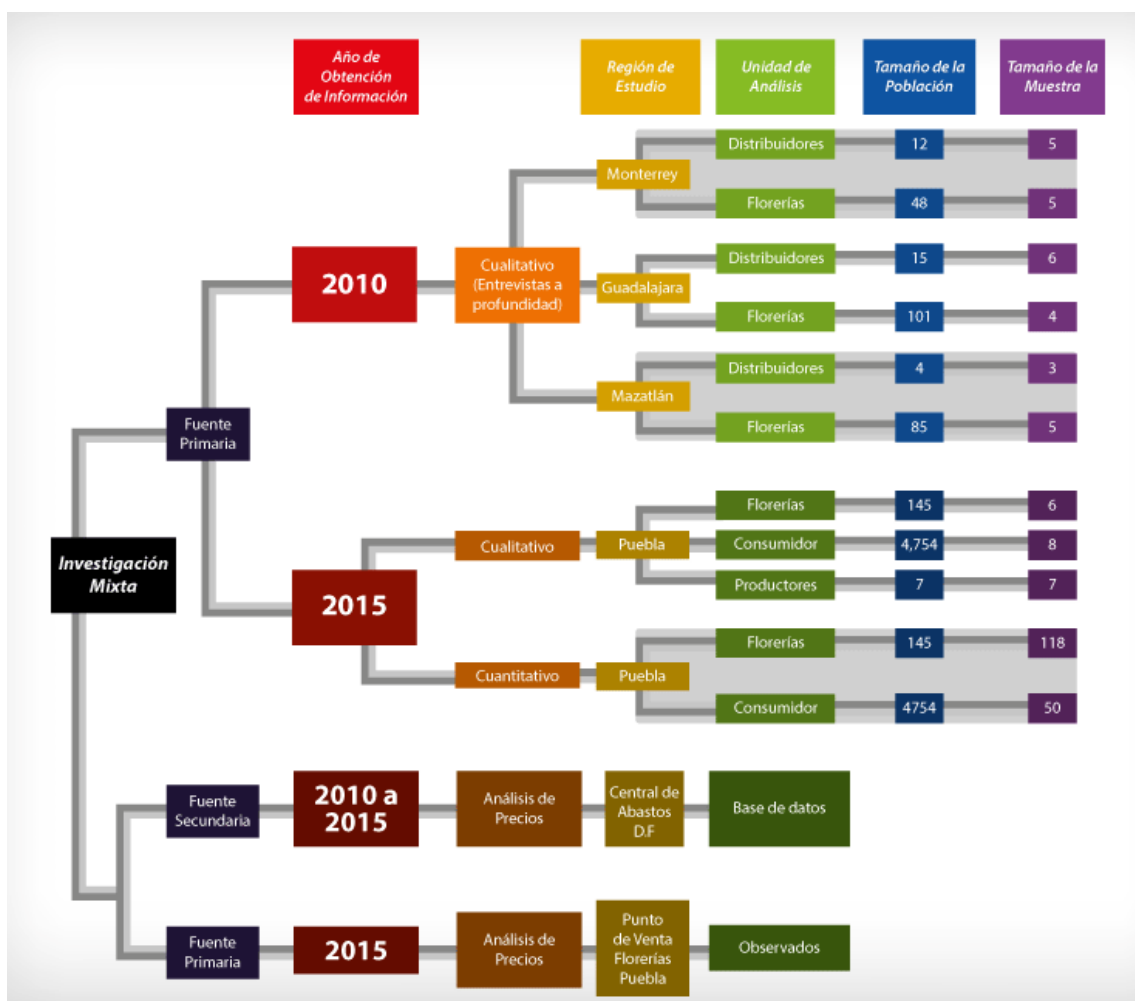 Año de
Obtención
de Información
Región de
Estudio
Unidad de
Análisis
Tamaño de la
Población
Tamaño de la
Muestra
Distribuidores
12
5
Monterrey
Florerías
48
5
2010
Cualitativo
(Entrevistas a
profundidad)
Distribuidores
15
6
Guadalajara
Florerías
101
4
Distribuidores
4
3
Mazatlán
Florerías
85
5
Fuente
Primaria
Investigación
Mixta
2015
Cualitativo
Puebla
Florerías
145
6
Consumidor
4,754
8
Productores
7
7
Cuantitativo
Puebla
Florerías
145
118
Consumidor
4754
50
Fuente
Secundaria
2010 a
2015
Análisis de
Precios
Central de
Abastos
D.F
Base de datos
Fuente
Primaria
2015
Análisis de
Precios
Punto
de Venta
Florerías
Puebla
Observados